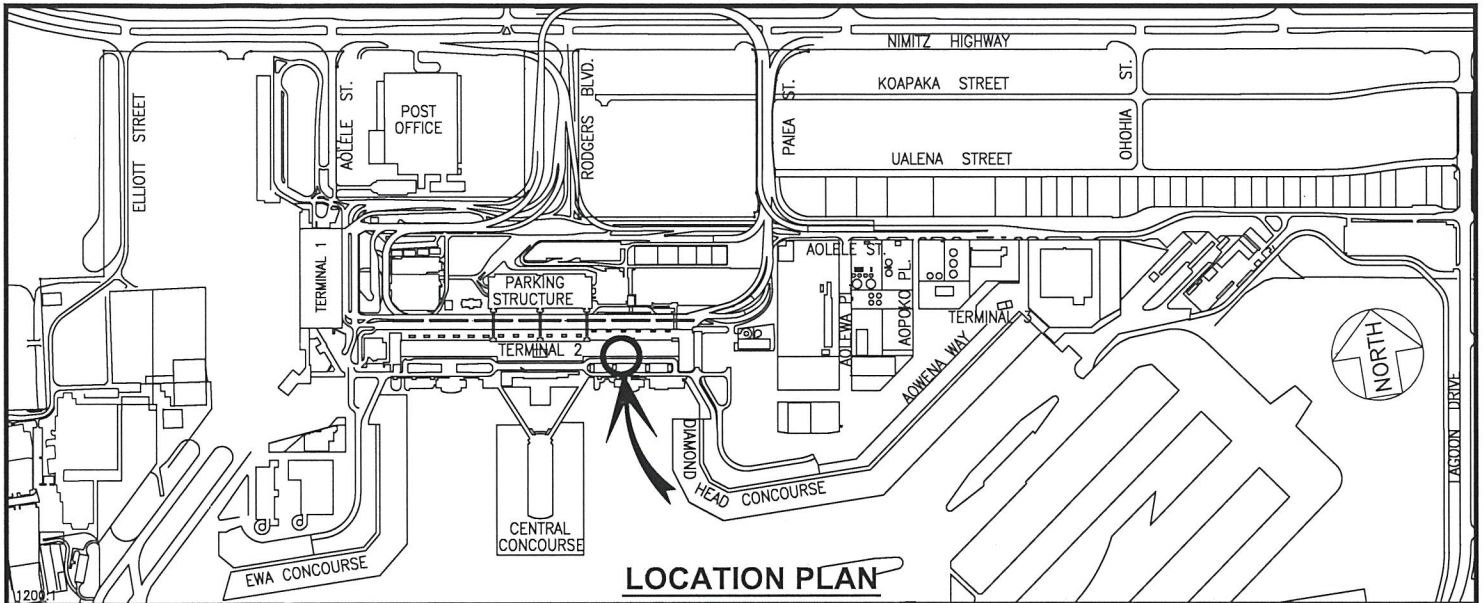 NIMITZ HIGHWAY
KOAPAKA STREET
UALENA STREET
ELLIOTT STREET
AOLELE ST.
POST
OFFICE
RODGERS BLVD.
PAIEA ST.
OHOHIA ST.
TERMINAL 1
PARKING
STRUCTURE
TERMINAL 2
AOLELE ST.
AOLEWA PL.
AOPOKO PL.
TERMINAL 3
AOWENA WAY
NORTH
LAGOON DRIVE
DIAMOND HEAD CONCOURSE
CENTRAL
CONCOURSE
EWA CONCOURSE
LOCATION PLAN
1200.1